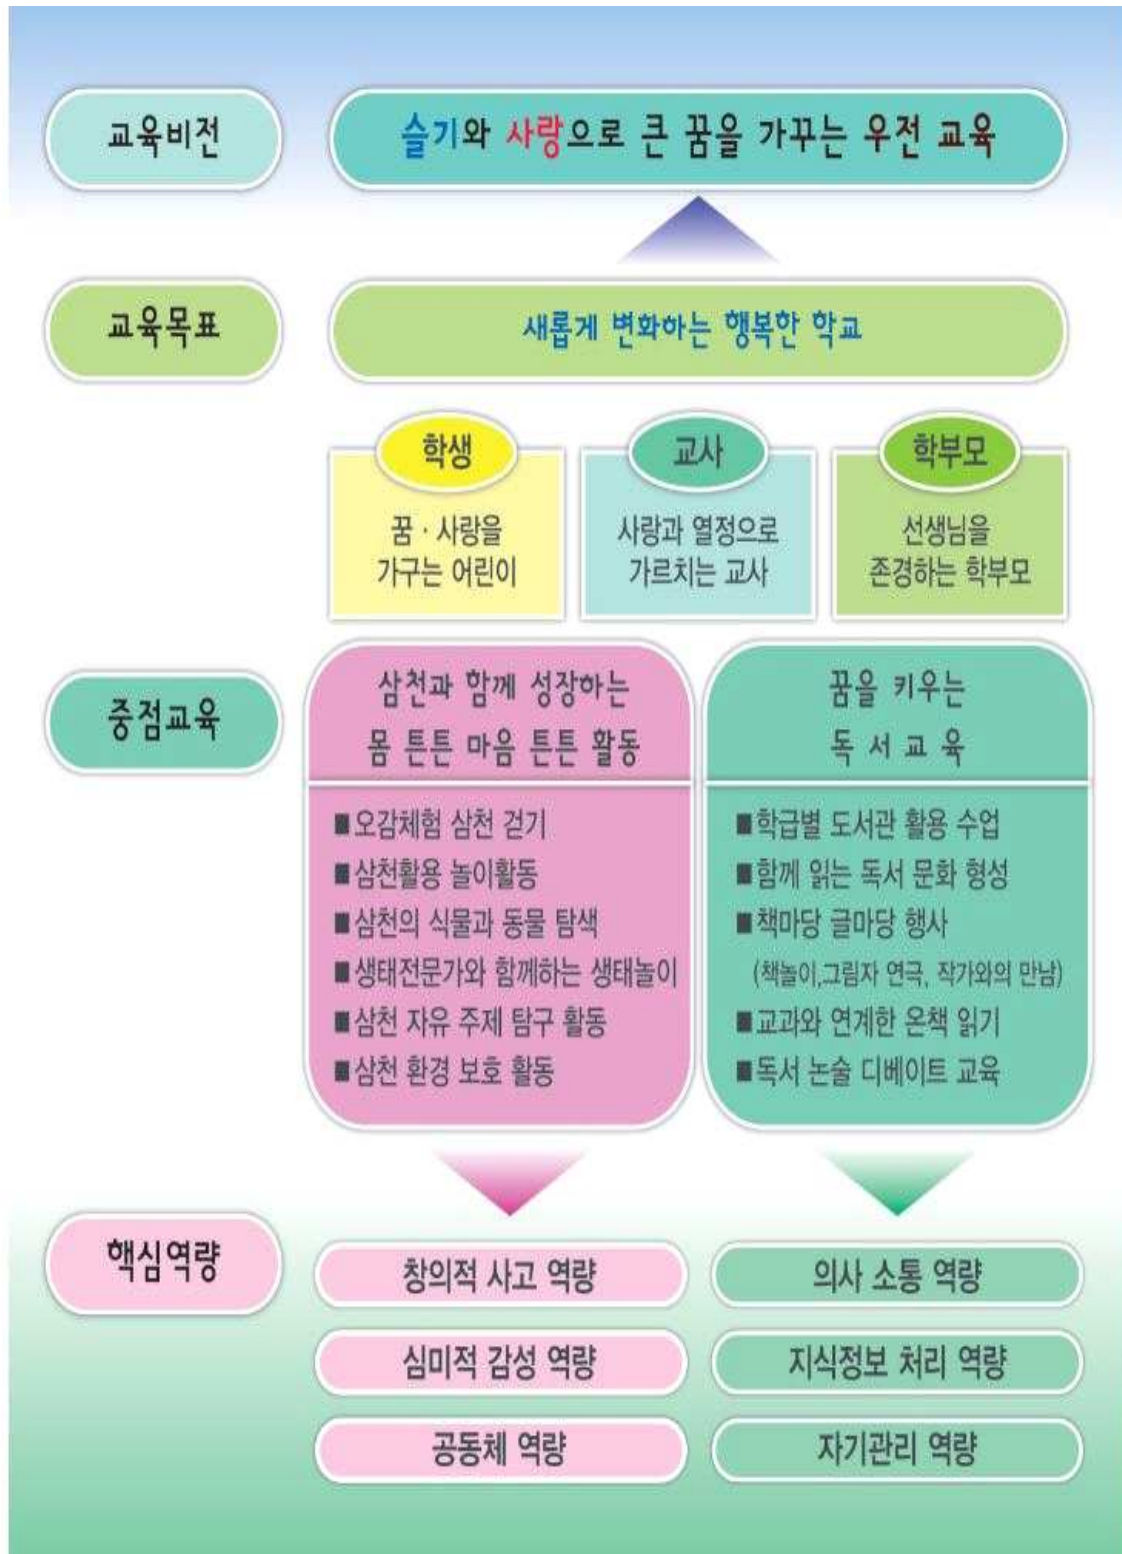 교육비전
슬기와 사랑으로 큰 꿈을 가꾸는 우전 교육
교육목표
새롭게 변화하는 행복한 학교
학생
꿈 · 사랑을
가구는 어린이
교사
사랑과 열정으로
가르치는 교사
학부모
선생님을
존경하는 학부모
중점교육
삼천과 함께 성장하는
몸 튼튼 마음 튼튼 활동
■오감체험 삼천 걷기
■삼천활용 놀이활동
■삼천의 식물과 동물 탐색
■생태전문가와 함께하는 생태놀이
■삼천 자유 주제 탐구 활동
■삼천 환경 보호 활동
꿈을 키우는
독 서 교 육
■학급별 도서관 활용 수업
■함께 읽는 독서 문화 형성
■책마당 글마당 행사
(책놀이,그림자 연극, 작가와의 만남)
■교과와 연계한 온책 읽기
■독서 논술 디베이트 교육
핵심역량
창의적 사고 역량
심미적 감성 역량
공동체 역량
의사 소통 역량
지식정보 처리 역량
자기관리 역량